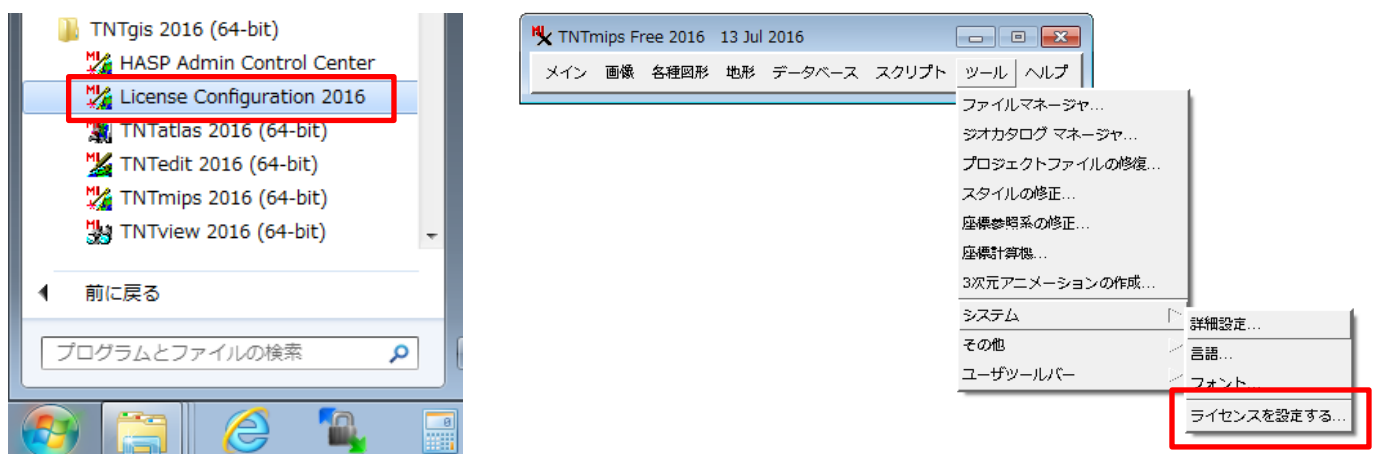 TNTgis 2016 (64-bit)
HASP Admin Control Center
License Configuration 2016
TNTatlas 2016 (64-bit)
TNTedit 2016 (64-bit)
TNTmips 2016 (64-bit)
TNTview 2016 (64-bit)
前に戻る
プログラムとファイルの検索
TNTmips Free 2016 13 Jul 2016
メイン 画像 各種図形 地形 データベース スクリプト ツール ヘルプ
ファイルマネージャ...
ジオカタログ マネージャ...
プロジェクトファイルの修復...
スタイルの修正...
座標参照系の修正...
座標計算機...
3次元アニメーションの作成...
システム
その他
ユーザツールバー
詳細設定...
言語...
フォント...
ライセンスを設定する...